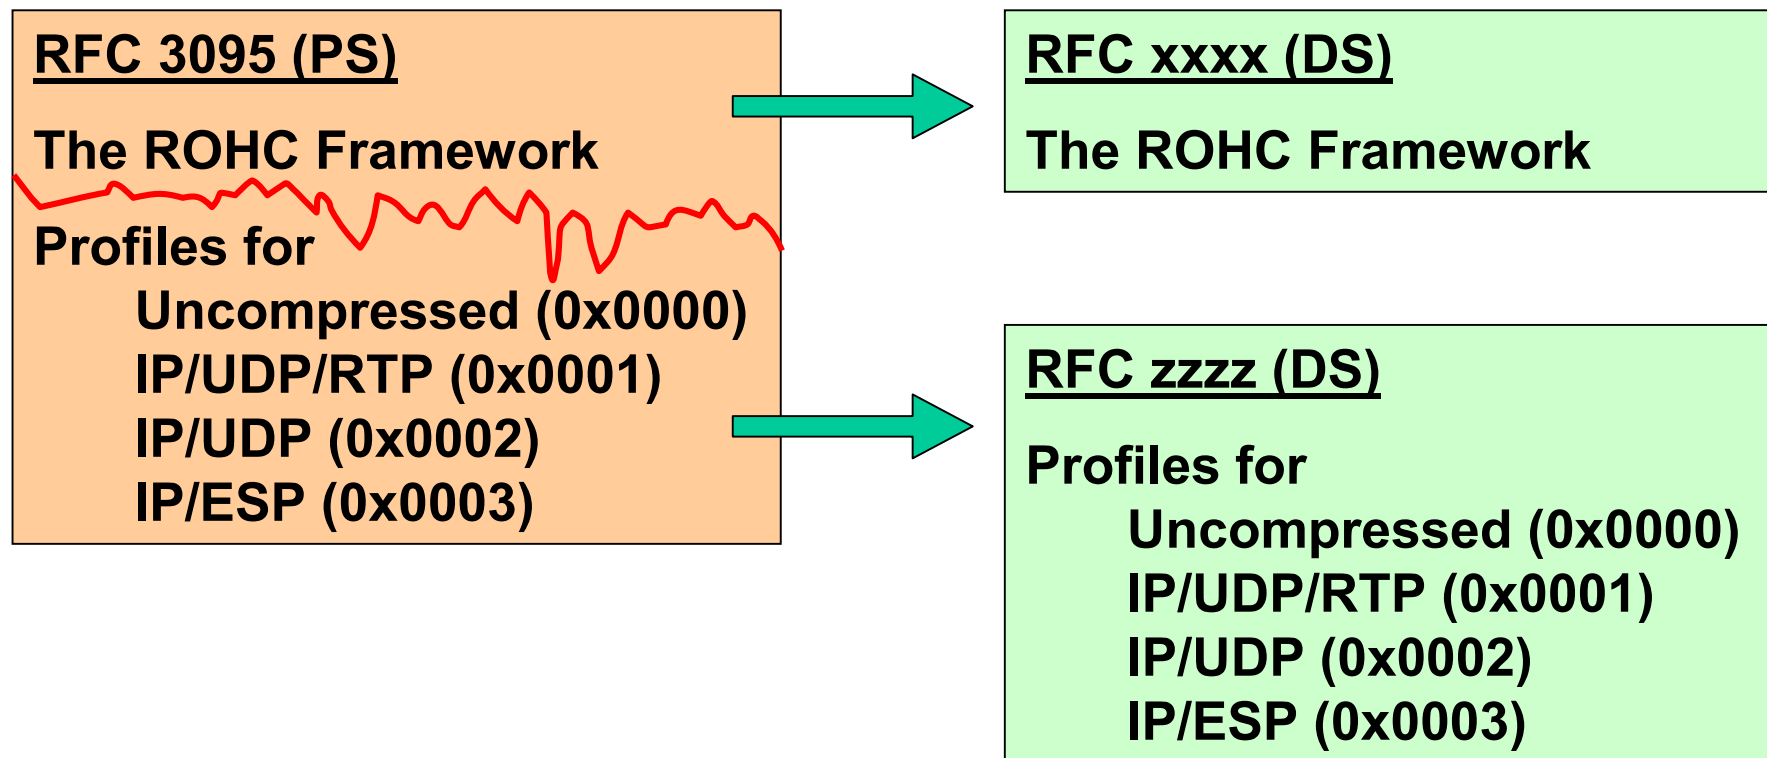 RFC 3095 (PS)
The ROHC Framework
Profiles for
Uncompressed (0x0000)
IP/UDP/RTP (0x0001)
IP/UDP (0x0002)
IP/ESP (0x0003)
RFC xxxx (DS)
The ROHC Framework
RFC zzzz (DS)
Profiles for
Uncompressed (0x0000)
IP/UDP/RTP (0x0001)
IP/UDP (0x0002)
IP/ESP (0x0003)